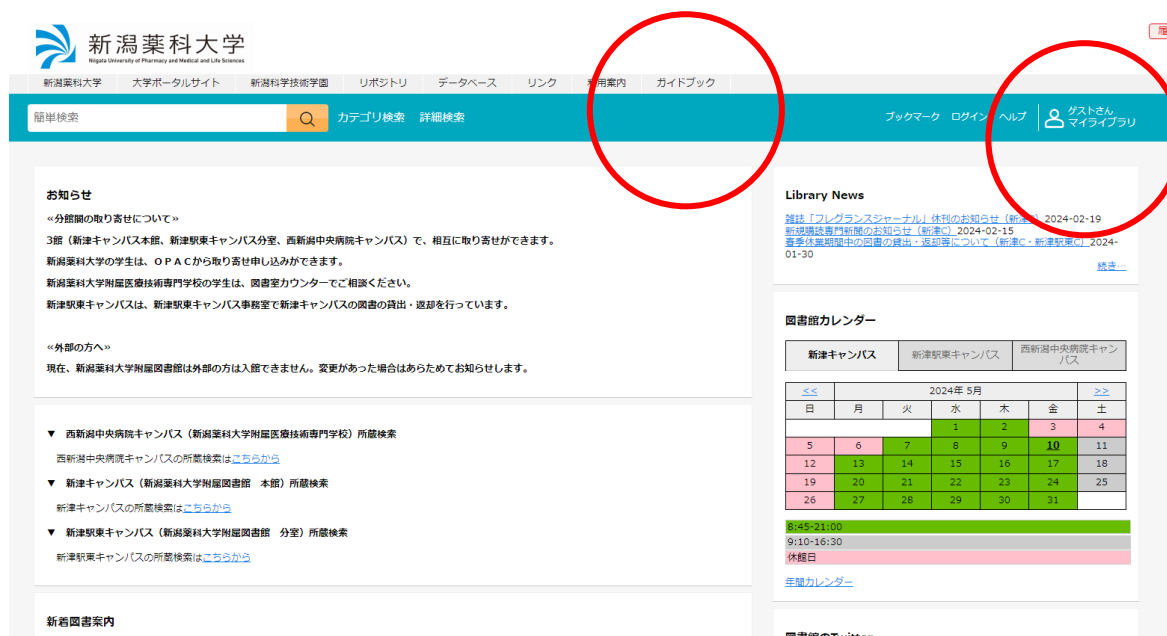 履
新潟薬科大学
Niigata University of Pharmacy and Medical and Life Sciences
新潟薬科大学 大学ポータルサイト 新潟科学技術学園 リポジトリ データベース リンク 利用案内 ガイドブック
簡単検索 カテゴリ検索 詳細検索 ブックマーク ログイン ヘルプ ゲストさん
マイライブラリ
お知らせ
≪分館間の取り寄せについて≫
3館（新津キャンパス本館、新津駅東キャンパス分室、西新潟中央病院キャンパス）で、相互に取り寄せができます。
新潟薬科大学の学生は、ＯＰＡＣから取り寄せ申し込みができます。
新潟薬科大学附属医療技術専門学校の学生は、図書室カウンターでご相談ください。
新津駅東キャンパスは、新津駅東キャンパス事務室で新津キャンパスの図書の貸出・返却を行っています。
≪外部の方へ≫
現在、新潟薬科大学附属図書館は外部の方は入館できません。変更があった場合はあらためてお知らせします。
▼ 西新潟中央病院キャンパス（新潟薬科大学附属医療技術専門学校）所蔵検索
西新潟中央病院キャンパスの所蔵検索はこちらから
▼ 新津キャンパス（新潟薬科大学附属図書館 本館）所蔵検索
新津キャンパスの所蔵検索はこちらから
▼ 新津駅東キャンパス（新潟薬科大学附属図書館 分室）所蔵検索
新津駅東キャンパスの所蔵検索はこちらから
新着図書案内
Library News
雑誌「フレグランスジャーナル」休刊のお知らせ（新津C）2024-02-19
新規購読専門新聞のお知らせ（新津C）2024-02-15
春季休業期間中の図書の貸出・返却等について（新津C・新津駅東C）2024-
01-30
続き…
図書館カレンダー
新津キャンパス 新津駅東キャンパス 西新潟中央病院キャン
パス
<< 2024年 5月 >>
日 月 火 水 木 金 土
1 2 3 4
5 6 7 8 9 10 11
12 13 14 15 16 17 18
19 20 21 22 23 24 25
26 27 28 29 30 31
8:45-21:00
9:10-16:30
休館日
年間カレンダー
図書館のTwitter